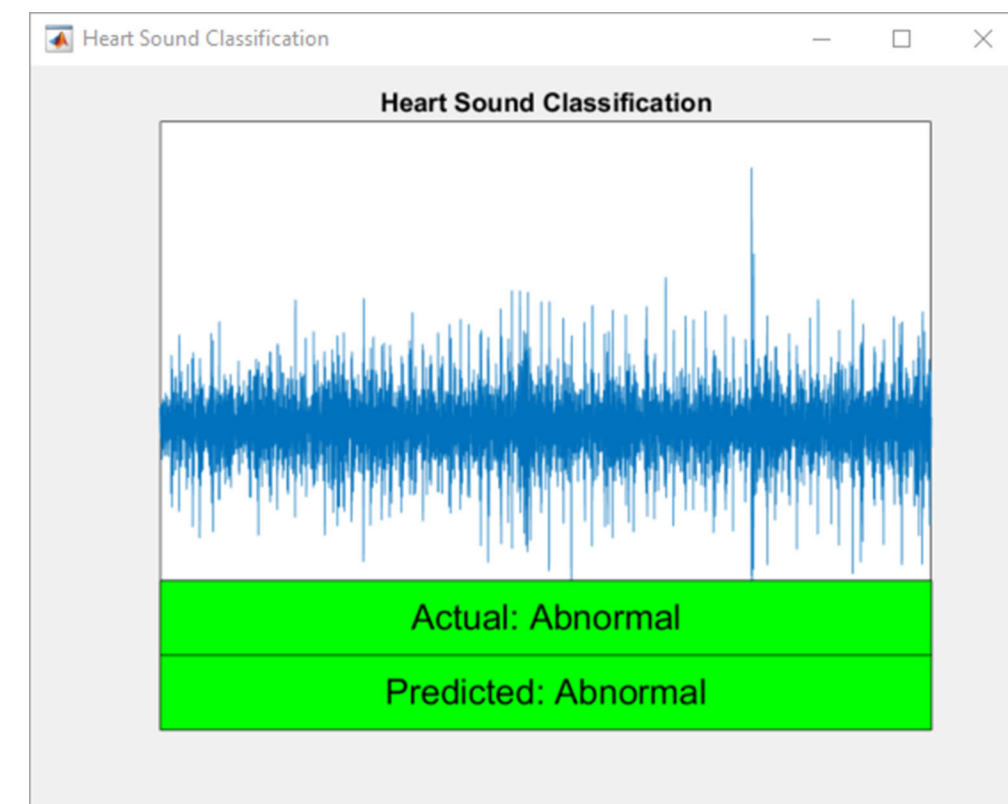 Heart Sound Classification
Heart Sound Classification
Actual: Abnormal
Predicted: Abnormal